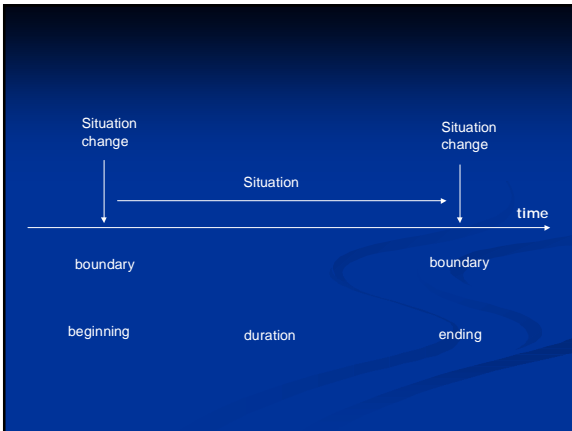 Situation
change
Situation
change
Situation
time
boundary
boundary
beginning
duration
ending